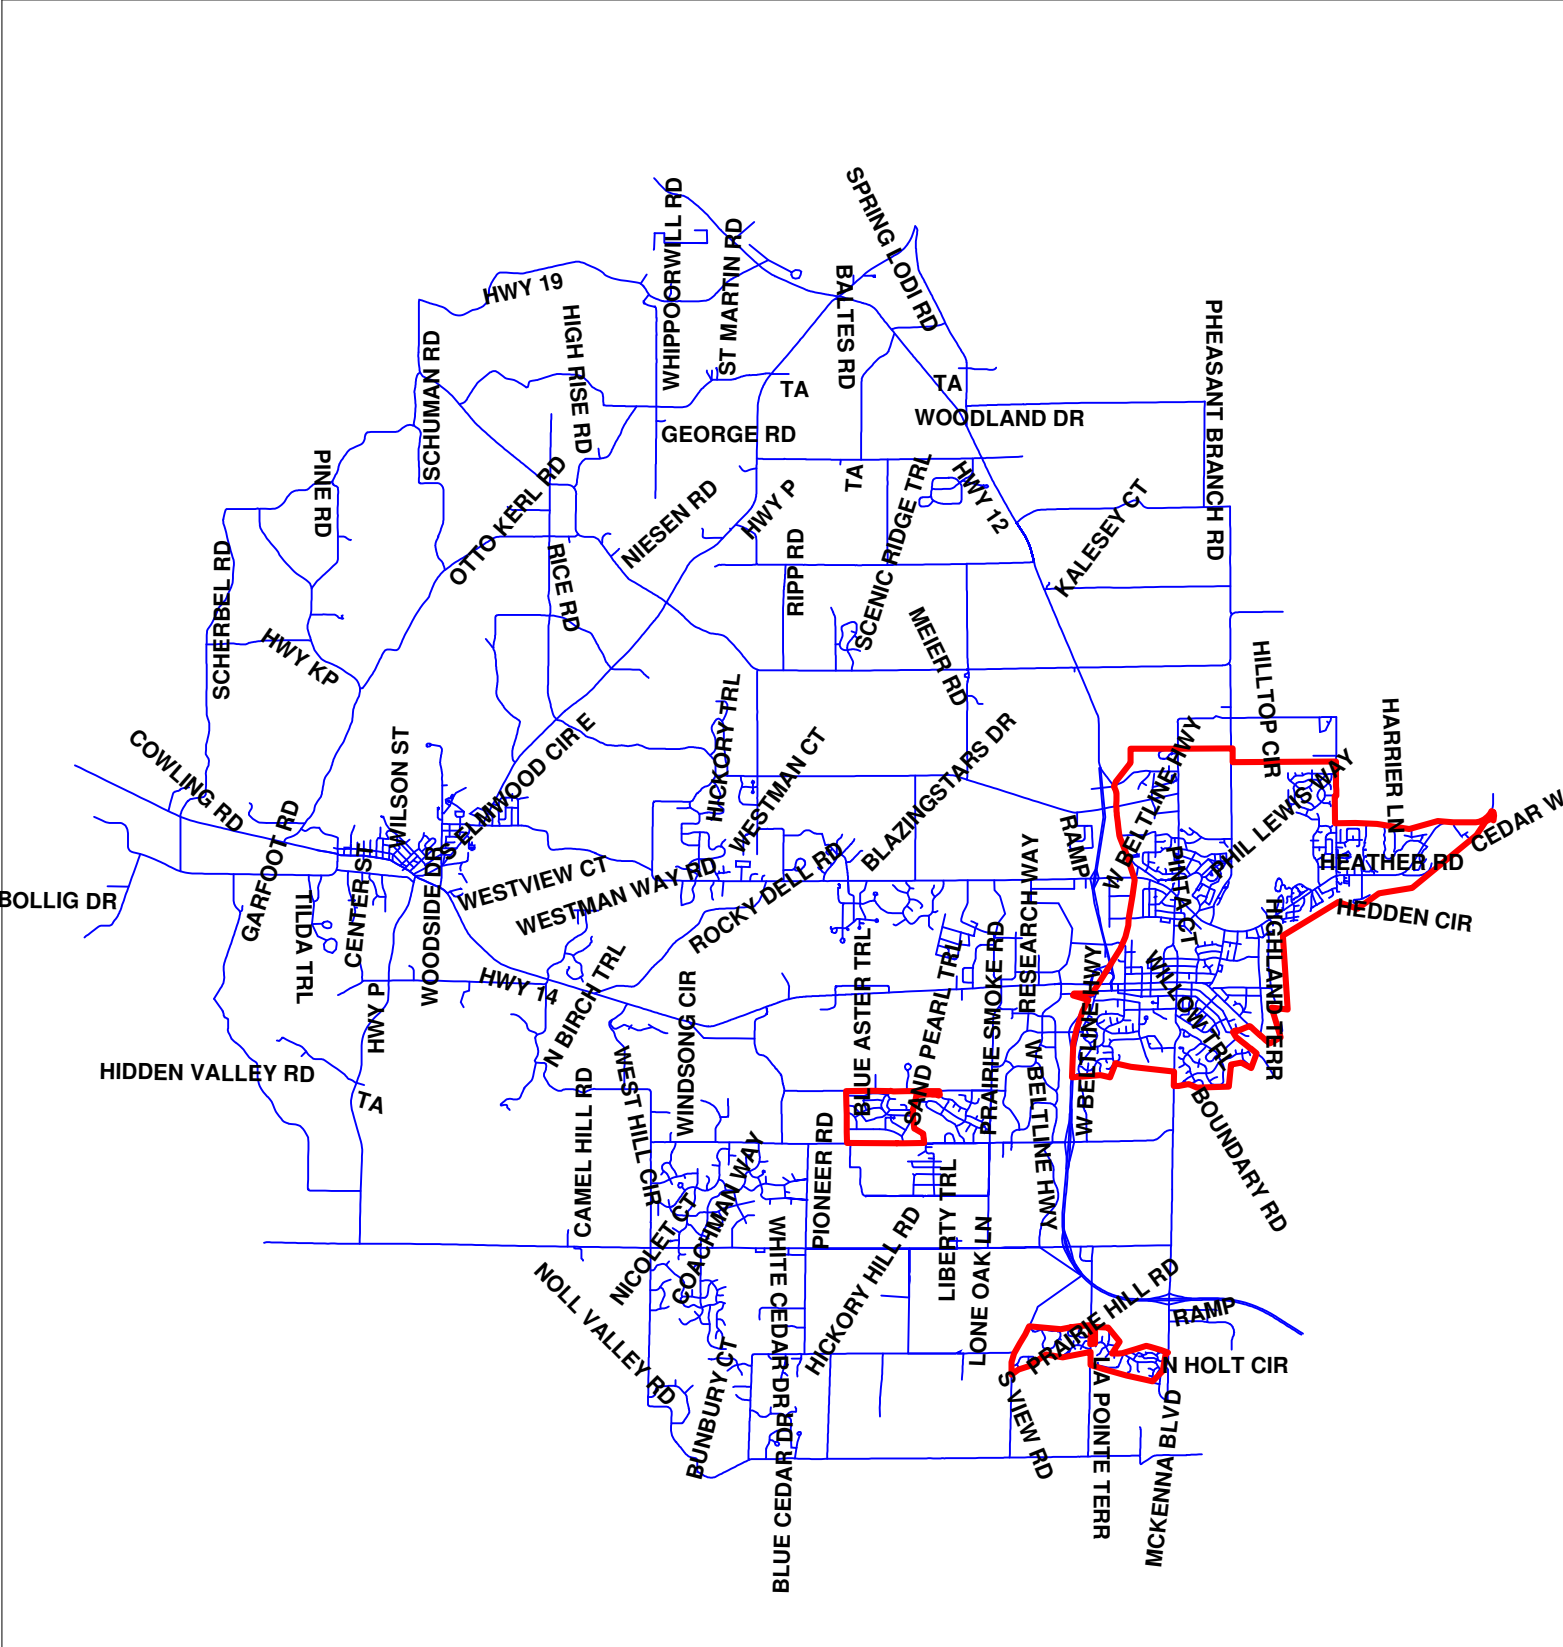 SPRING LODI RD
WHIPPOORWILL RD
ST MARTIN RD
HWY 19
BALTES RD
HIGH RISE RD
PHEASANT BRANCH RD
SCHUMAN RD
TA
TA
WOODLAND DR
GEORGE RD
PINE RD
OTTO KERL RD
NIESEN RD
HWY P
TA
SCENIC RIDGE TRL
HWY 12
KALESEY CT
RIPP RD
RICE RD
SCHERBEL RD
HWY KP
MEIER RD
HILLTOP CIR
HARRIER LN
HICKORY TRL
COWLING RD
WILSON ST
S ELMWOOD CIR E
WESTMAN CT
BLAZINGSTARS DR
W BELTLINE HWY
PHIL LEWIS WAY
CEDAR W
RAMP
GARFOOT RD
CENTER ST
WOODSIDE DR
WESTVIEW CT
WESTMAN WAY RD
ROCKY DELL RD
RESEARCH WAY
PINTA CT
HEATHER RD
HEDDEN CIR
BOLLIG DR
TILDA TRL
HIGHLAND TERR
HWY 14
N BIRCH TRL
WINDSONG CIR
BLUE ASTER TRL
SAND PEARL TRL
PRAIRIE SMOKE RD
W BELTLINE HWY
WILLOW TRL
HWY P
HIDDEN VALLEY RD
TA
CAMEL HILL RD
WEST HILL CIR
W BELTLINE HWY
BOUNDARY RD
PIONEER RD
COACHMAN WAY
NICOLET CT
LIBERTY TRL
LONE OAK LN
HICKORY HILL RD
WHITE CEDAR DR
NOLL VALLEY RD
PRAIRIE HILL RD
RAMP
N HOLT CIR
BUNBURY CT
S VIEW RD
LA POINTE TERR
MCKENNA BLVD
BLUE CEDAR DR